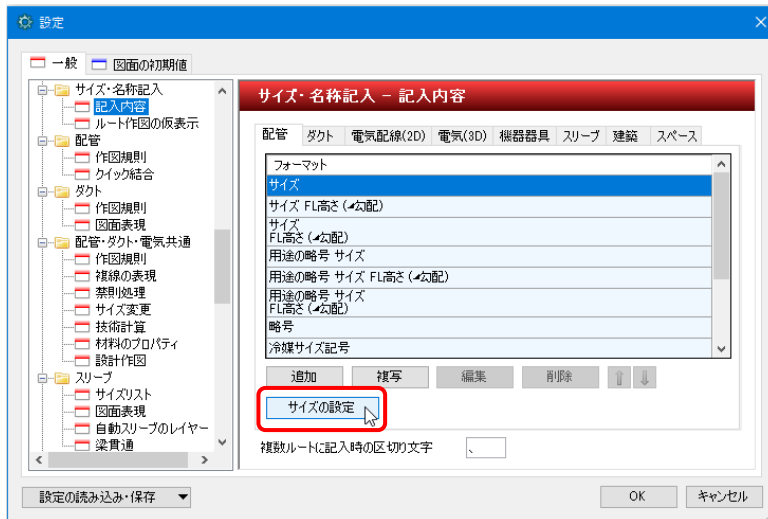 設定
一般
図面の初期値
サイズ・名称記入
記入内容
ルート作図の仮表示
配管
作図規則
クイック結合
ダクト
作図規則
図面表現
配管・ダクト・電気共通
作図規則
複線の表現
禁則処理
サイズ変更
技術計算
材料のプロパティ
設計作図
スリーブ
サイズリスト
図面表現
自動スリーブのレイヤー
梁貫通
サイズ・名称記入 - 記入内容
配管 ダクト 電気配線(2D) 電気(3D) 機器器具 スリーブ 建築 スペース
フォーマット
サイズ
サイズ FL高さ (◢勾配)
サイズ
FL高さ (◢勾配)
用途の略号 サイズ
用途の略号 サイズ FL高さ (◢勾配)
用途の略号 サイズ
FL高さ (◢勾配)
略号
冷媒サイズ記号
追加 複写 編集 削除
サイズの設定
複数ルートに記入時の区切り文字 、
設定の読み込み・保存
OK キャンセル